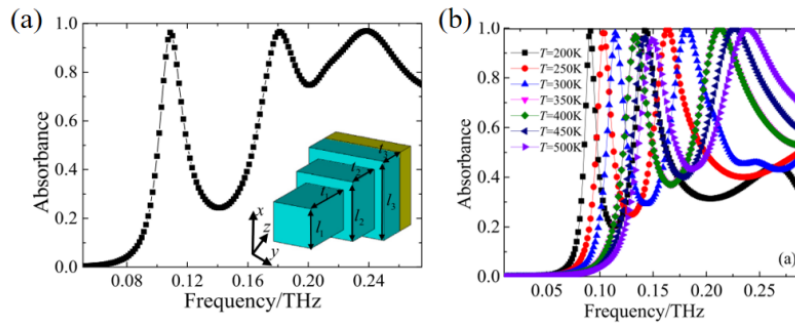 (a)
1.0
0.8
0.6
0.4
0.2
0.0
Absorbance
0.08
0.12
0.16
0.20
0.24
Frequency/THz
x
z
y
l1
l2
l3
t1
t2
t3
(b)
1.0
0.8
0.6
0.4
0.2
0.0
Absorbance
T=200K
T=250K
T=300K
T=350K
T=400K
T=450K
T=500K
0.05
0.10
0.15
0.20
0.25
Frequency/THz
(a)